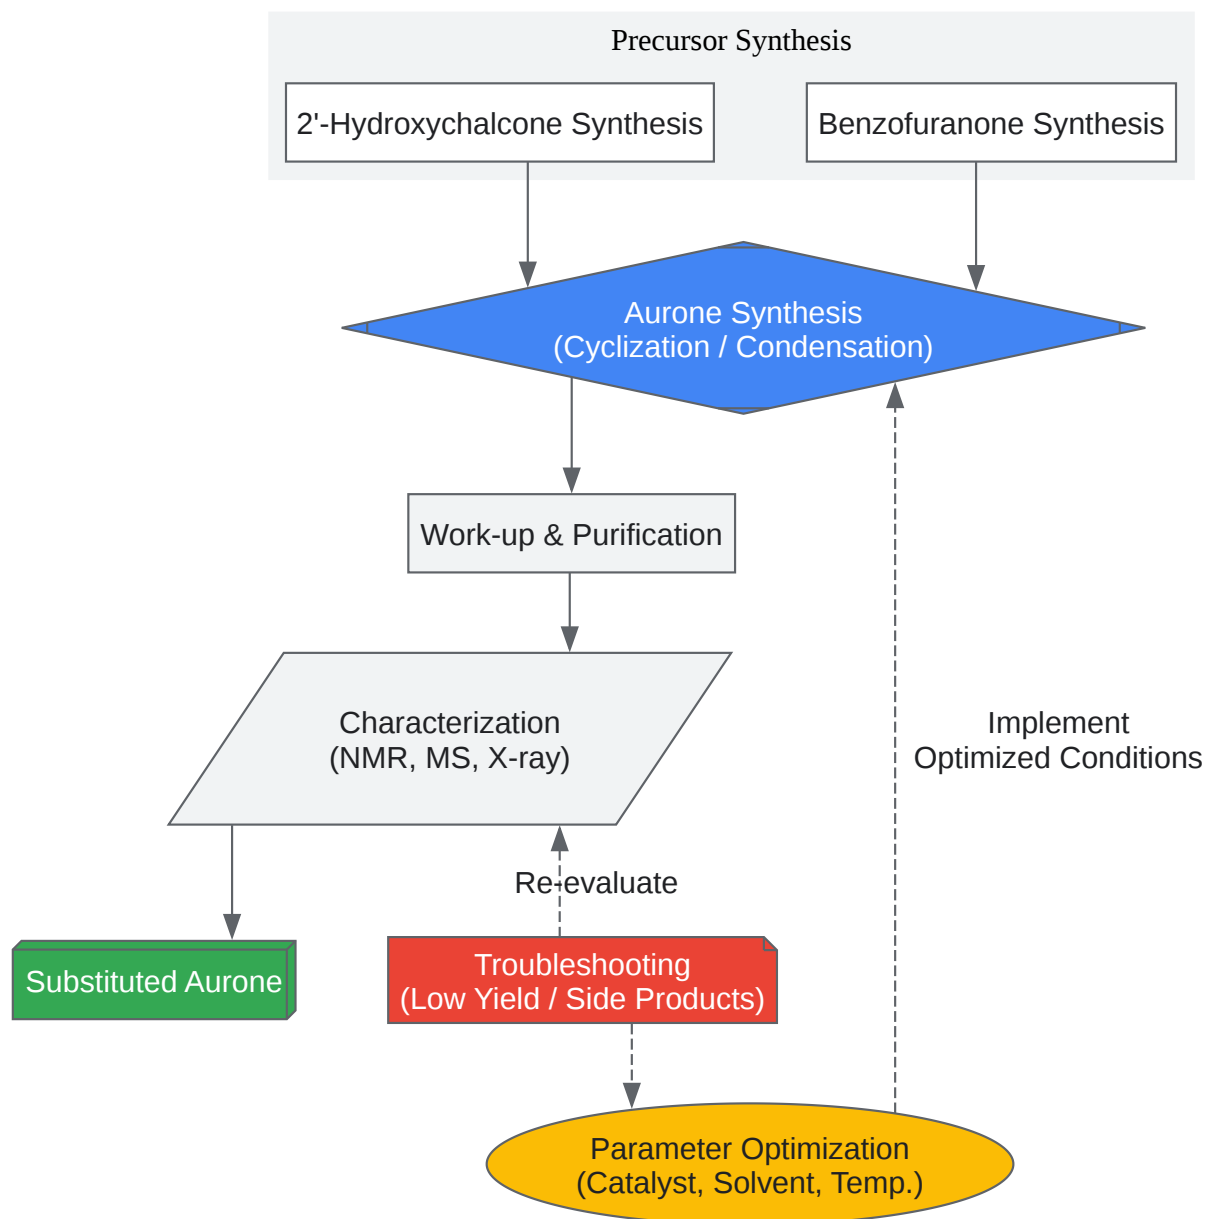 Precursor Synthesis
2'-Hydroxychalcone Synthesis
Benzofuranone Synthesis
Aurone Synthesis
(Cyclization / Condensation)
Work-up & Purification
Characterization
(NMR, MS, X-ray)
Implement
Optimized Conditions
Re-evaluate
Substituted Aurone
Troubleshooting
(Low Yield / Side Products)
Parameter Optimization
(Catalyst, Solvent, Temp.)